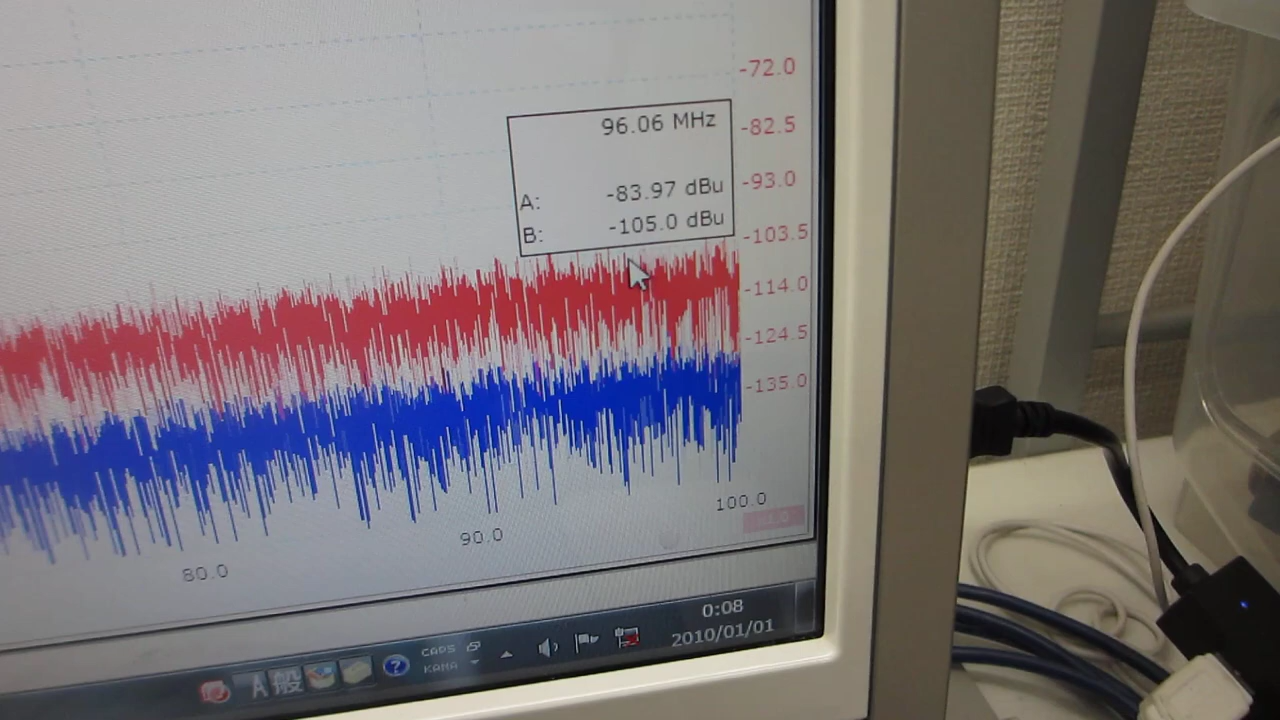 -72.0
96.06 MHz
-82.5
A: -83.97 dBu
-93.0
B: -105.0 dBu
-103.5
-114.0
-124.5
-135.0
80.0
90.0
100.0
A 般
?
CAPS
KANA
0:08
2010/01/01